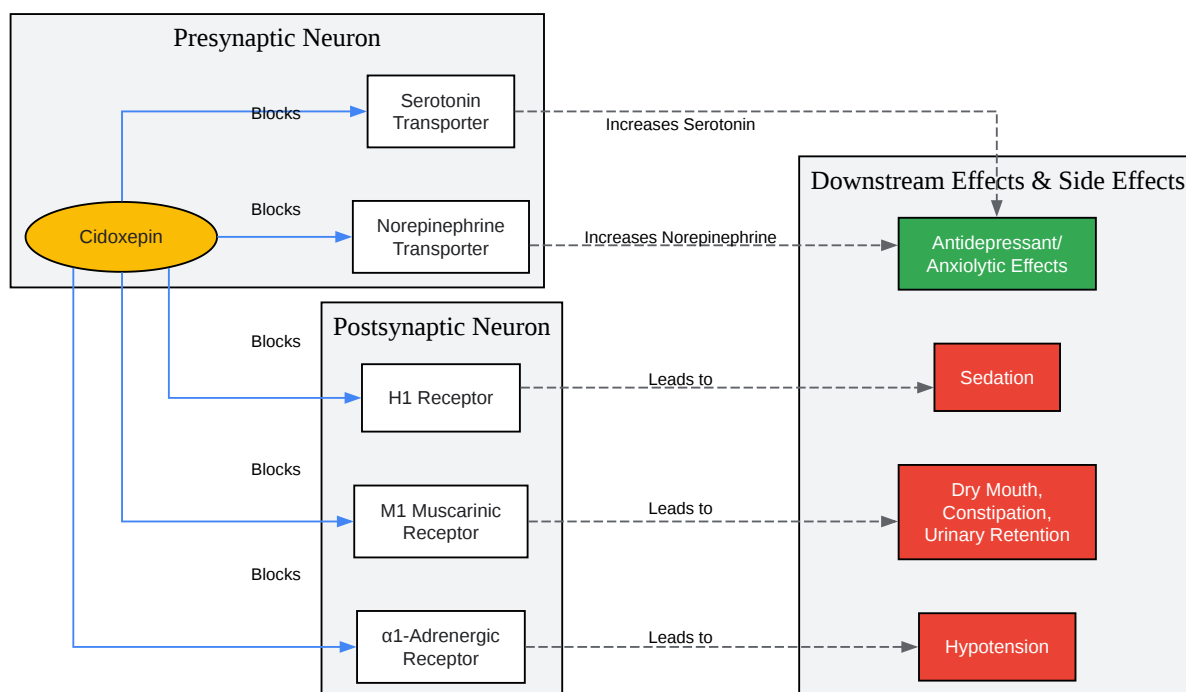 Presynaptic Neuron
Blocks
Serotonin
Transporter
Increases Serotonin
Downstream Effects & Side Effects
Cidoxepin
Blocks
Norepinephrine
Transporter
Increases Norepinephrine
Antidepressant/
Anxiolytic Effects
Postsynaptic Neuron
Blocks
H1 Receptor
Leads to
Sedation
Blocks
M1 Muscarinic
Receptor
Leads to
Dry Mouth,
Constipation,
Urinary Retention
Blocks
α1-Adrenergic
Receptor
Leads to
Hypotension